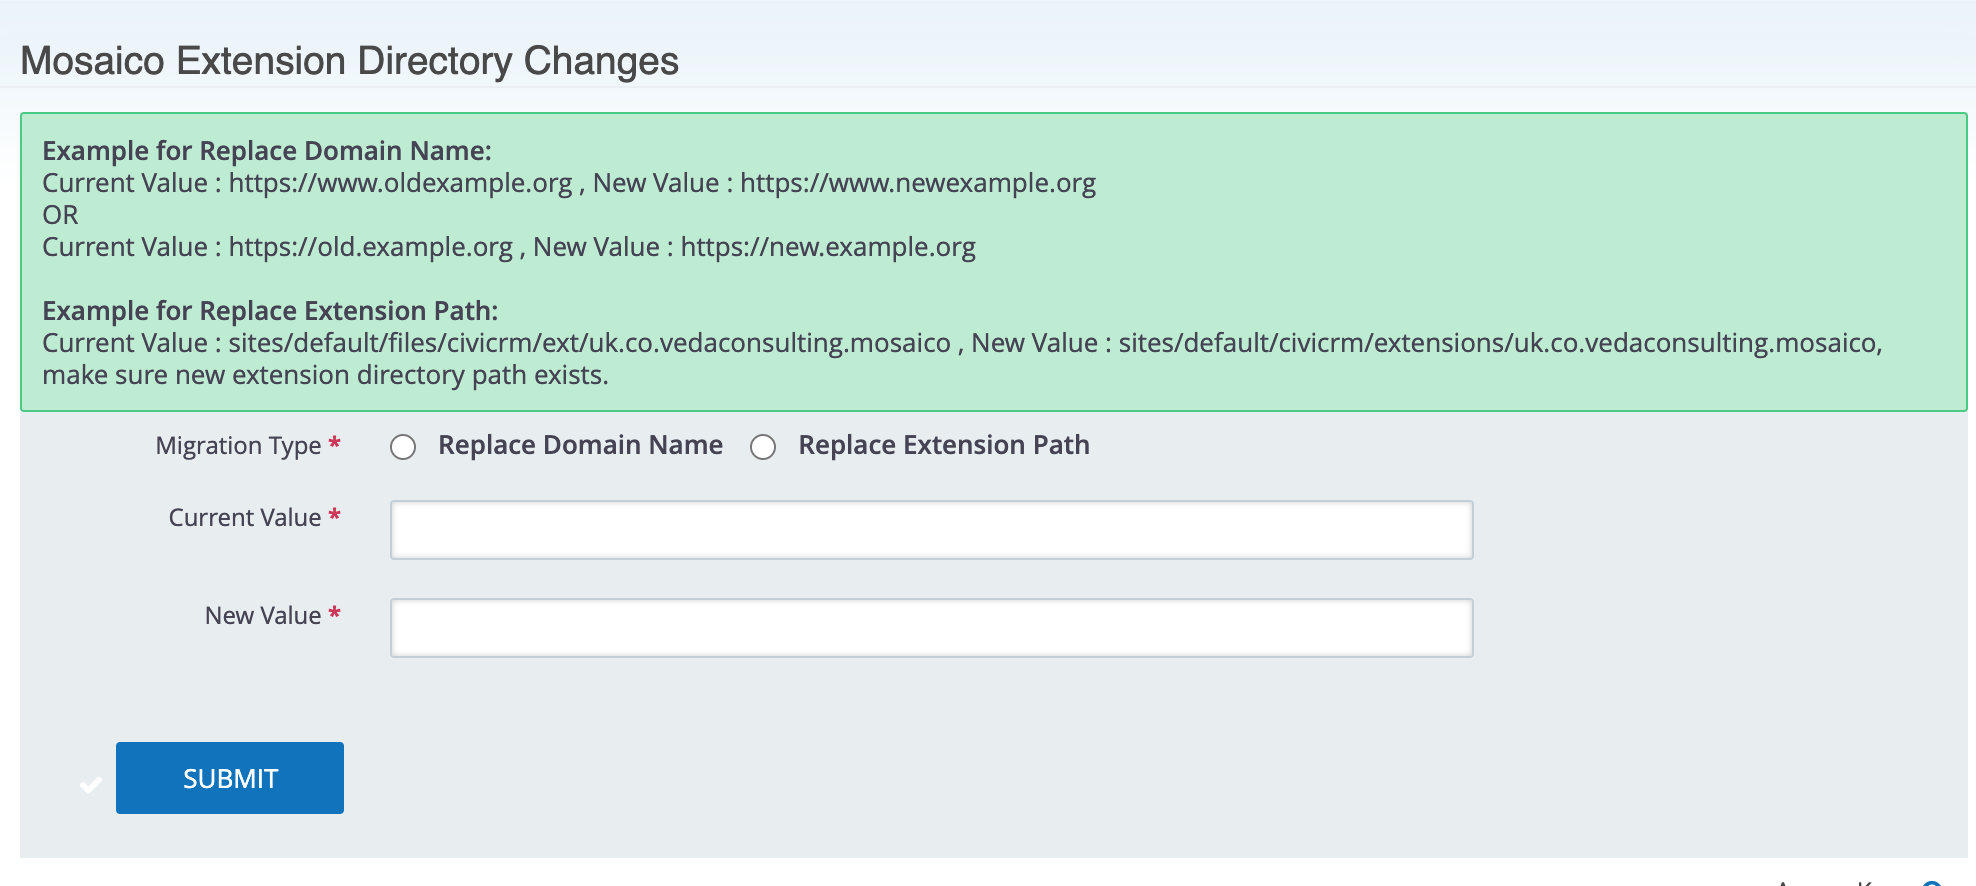 Mosaico Extension Directory Changes
Example for Replace Domain Name:
Current Value : https://www.oldexample.org , New Value : https://www.newexample.org
OR
Current Value : https://old.example.org , New Value : https://new.example.org
Example for Replace Extension Path:
Current Value : sites/default/files/civicrm/ext/uk.co.vedaconsulting.mosaico , New Value : sites/default/civicrm/extensions/uk.co.vedaconsulting.mosaico,
make sure new extension directory path exists.
Migration Type * Replace Domain Name Replace Extension Path
Current Value *
New Value *
SUBMIT